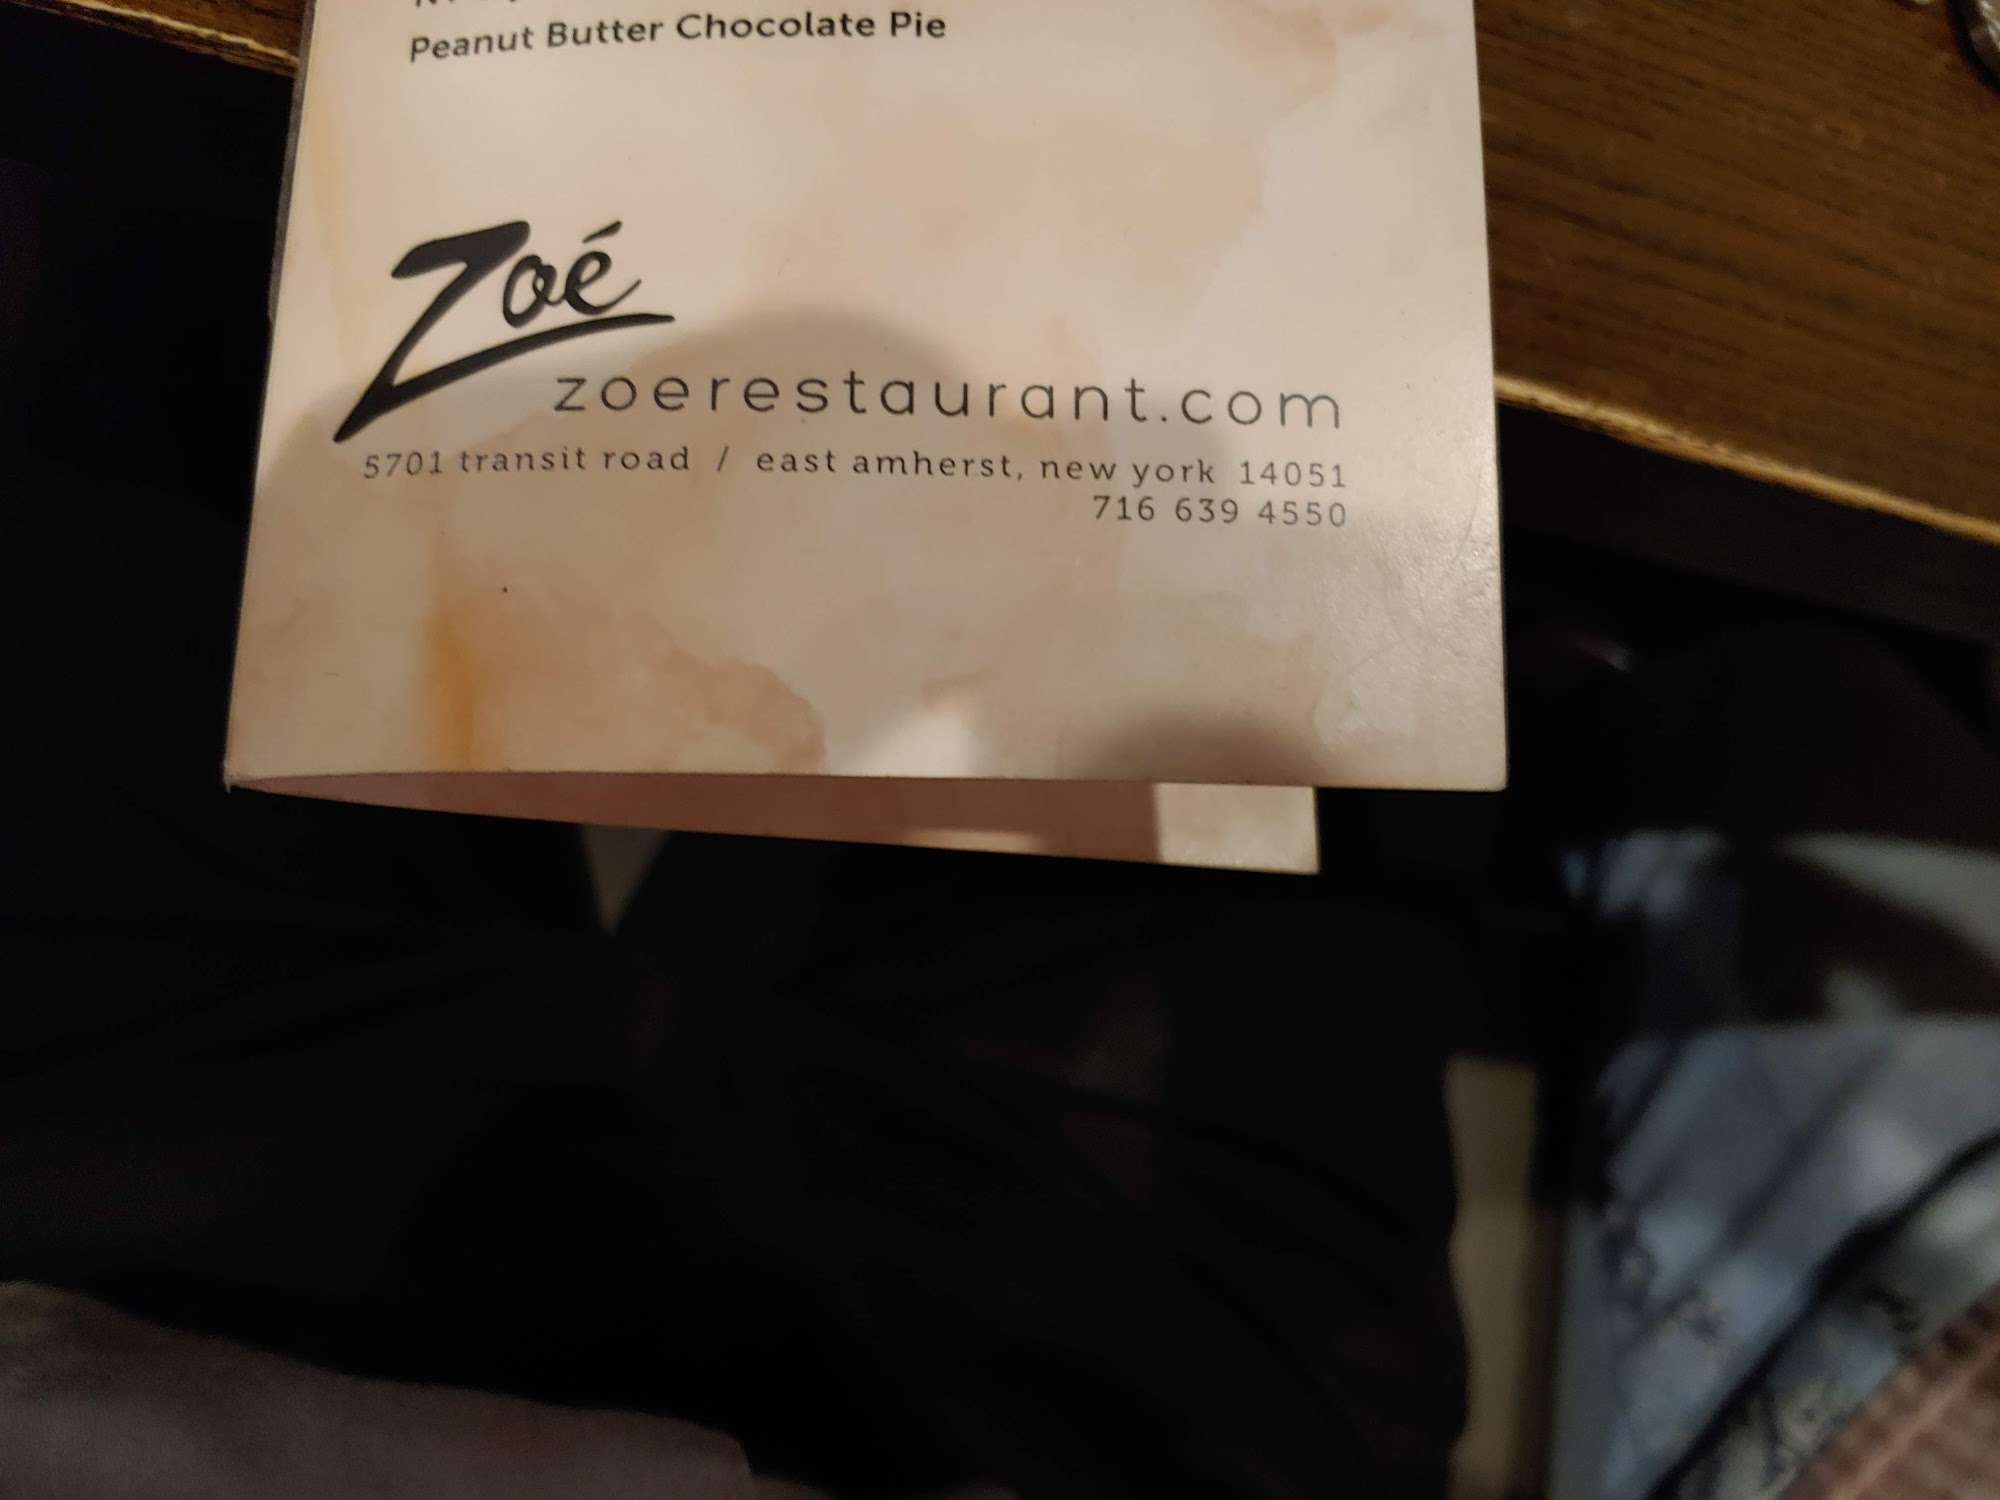 Peanut Butter Chocolate Pie
Zoé
zoerestaurant.com
5701 transit road / east amherst, new york 14051
716 639 4550